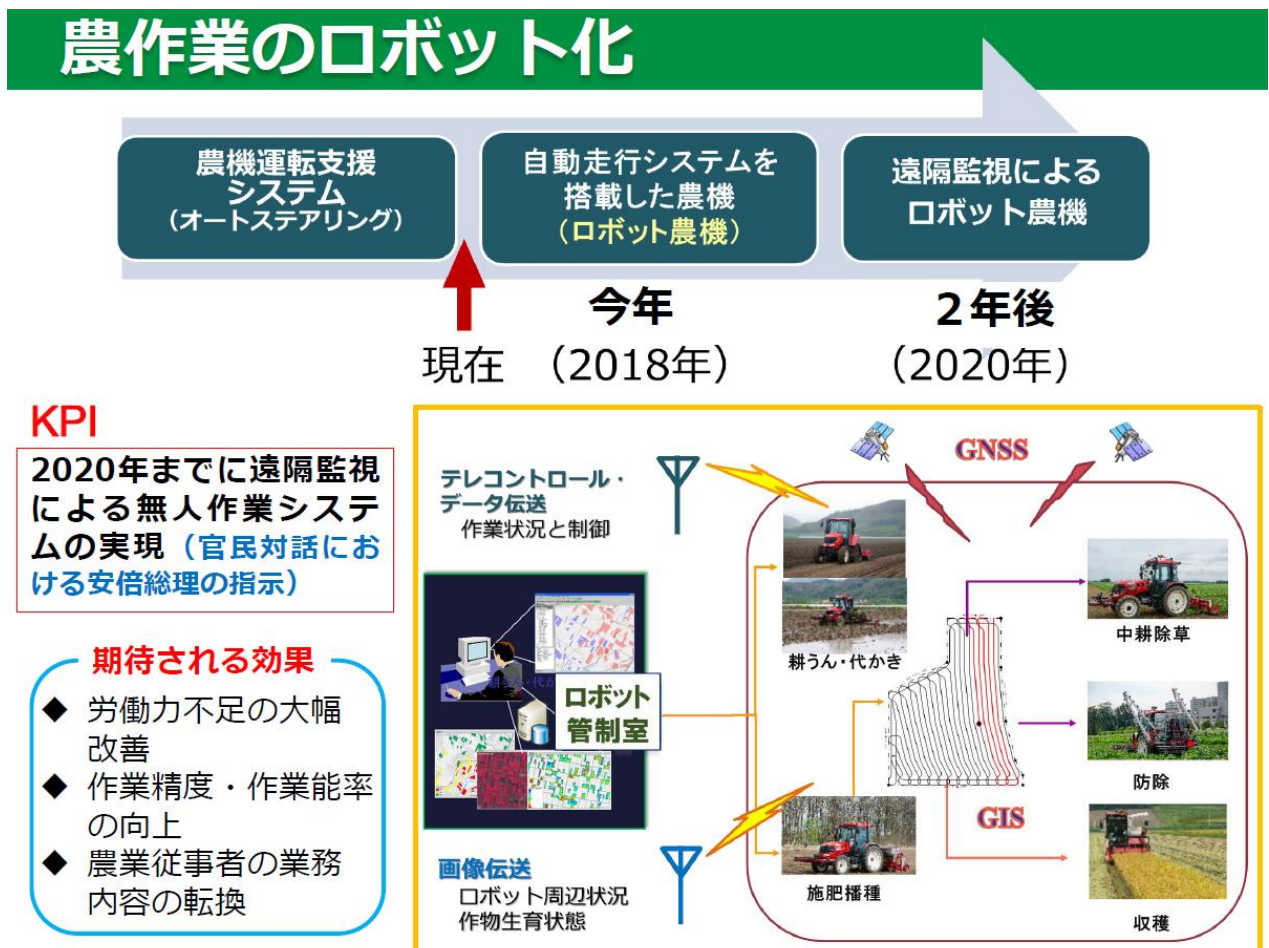 農作業のロボット化
農機運転支援
システム
（オートステアリング）
自動走行システムを
搭載した農機
（ロボット農機）
遠隔監視による
ロボット農機
現在
今年
（2018年）
２年後
（2020年）
KPI
2020年までに遠隔監視
による無人作業システ
ムの実現（官民対話にお
ける安倍総理の指示）
期待される効果
◆ 労働力不足の大幅
改善
◆ 作業精度・作業能率
の向上
◆ 農業従事者の業務
内容の転換
テレコントロール・
データ伝送
作業状況と制御
GNSS
耕うん・代かき
ロボット
管制室
中耕除草
防除
GIS
施肥播種
収穫
画像伝送
ロボット周辺状況
作物生育状態